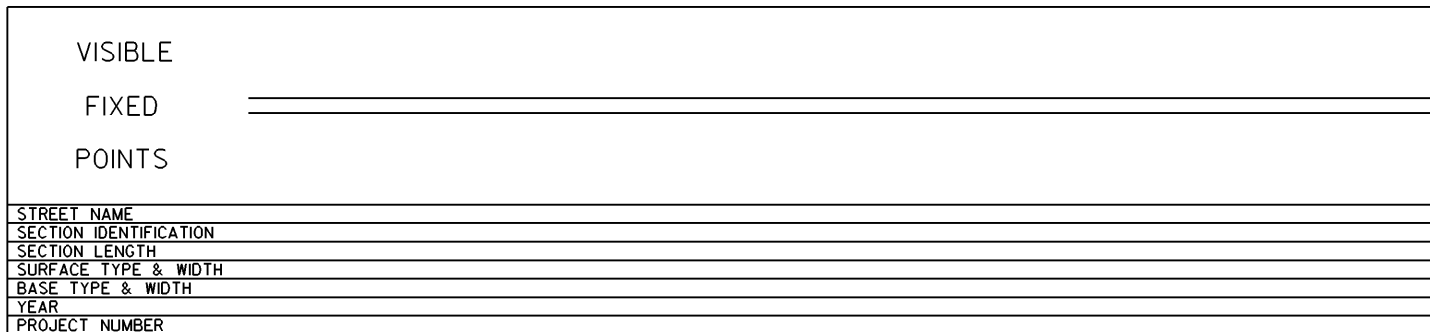 VISIBLE
FIXED
POINTS
STREET NAME
SECTION IDENTIFICATION
SECTION LENGTH
SURFACE TYPE & WIDTH
BASE TYPE & WIDTH
YEAR
PROJECT NUMBER